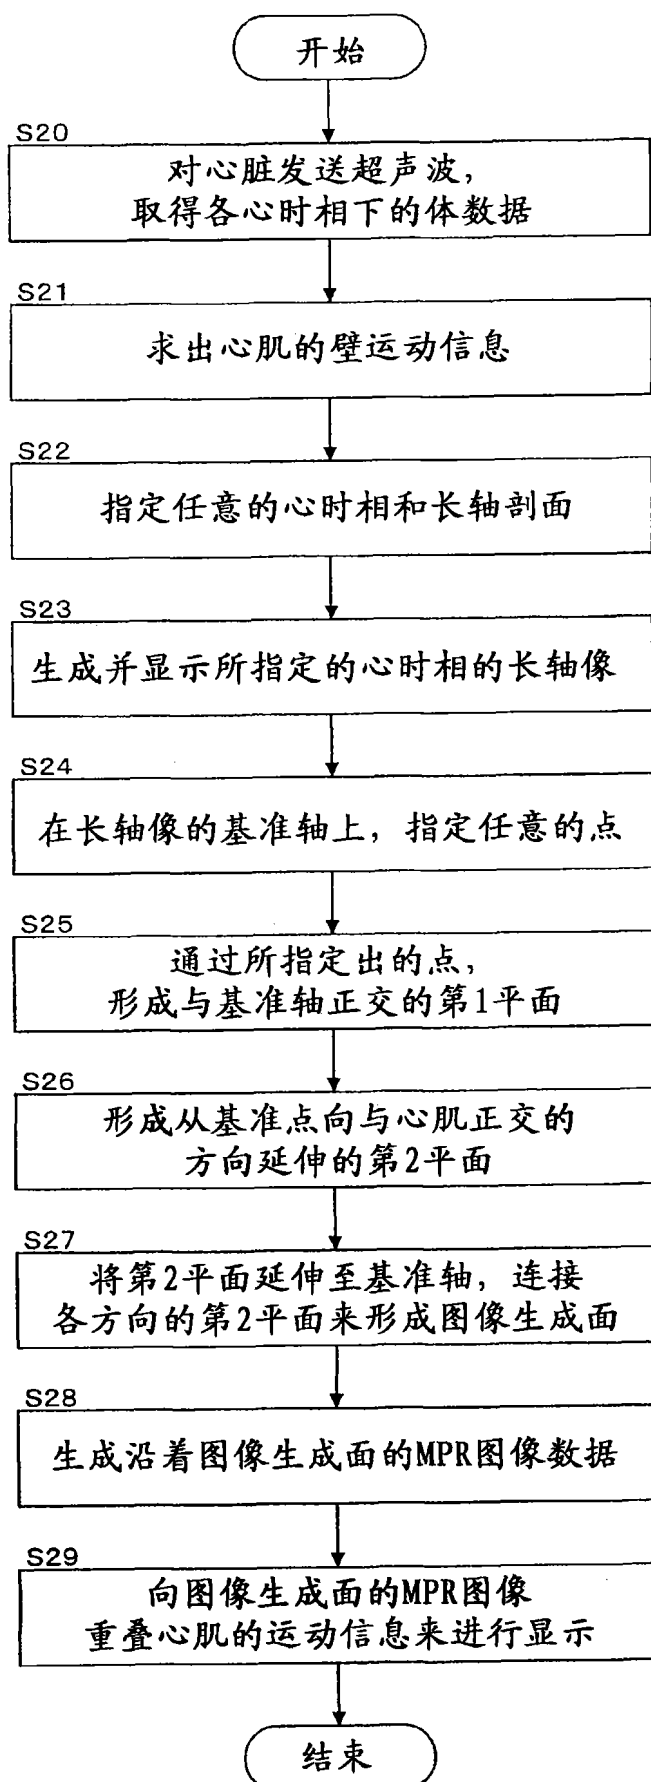 开始
S20
对心脏发送超声波，
取得各心时相下的体数据
S21
求出心肌的壁运动信息
S22
指定任意的心时相和长轴剖面
S23
生成并显示所指定的心时相的长轴像
S24
在长轴像的基准轴上，指定任意的点
S25
通过所指定出的点，
形成与基准轴正交的第1平面
S26
形成从基准点向与心肌正交的
方向延伸的第2平面
S27
将第2平面延伸至基准轴，连接
各方向的第2平面来形成图像生成面
S28
生成沿着图像生成面的MPR图像数据
S29
向图像生成面的MPR图像
重叠心肌的运动信息来进行显示
结束